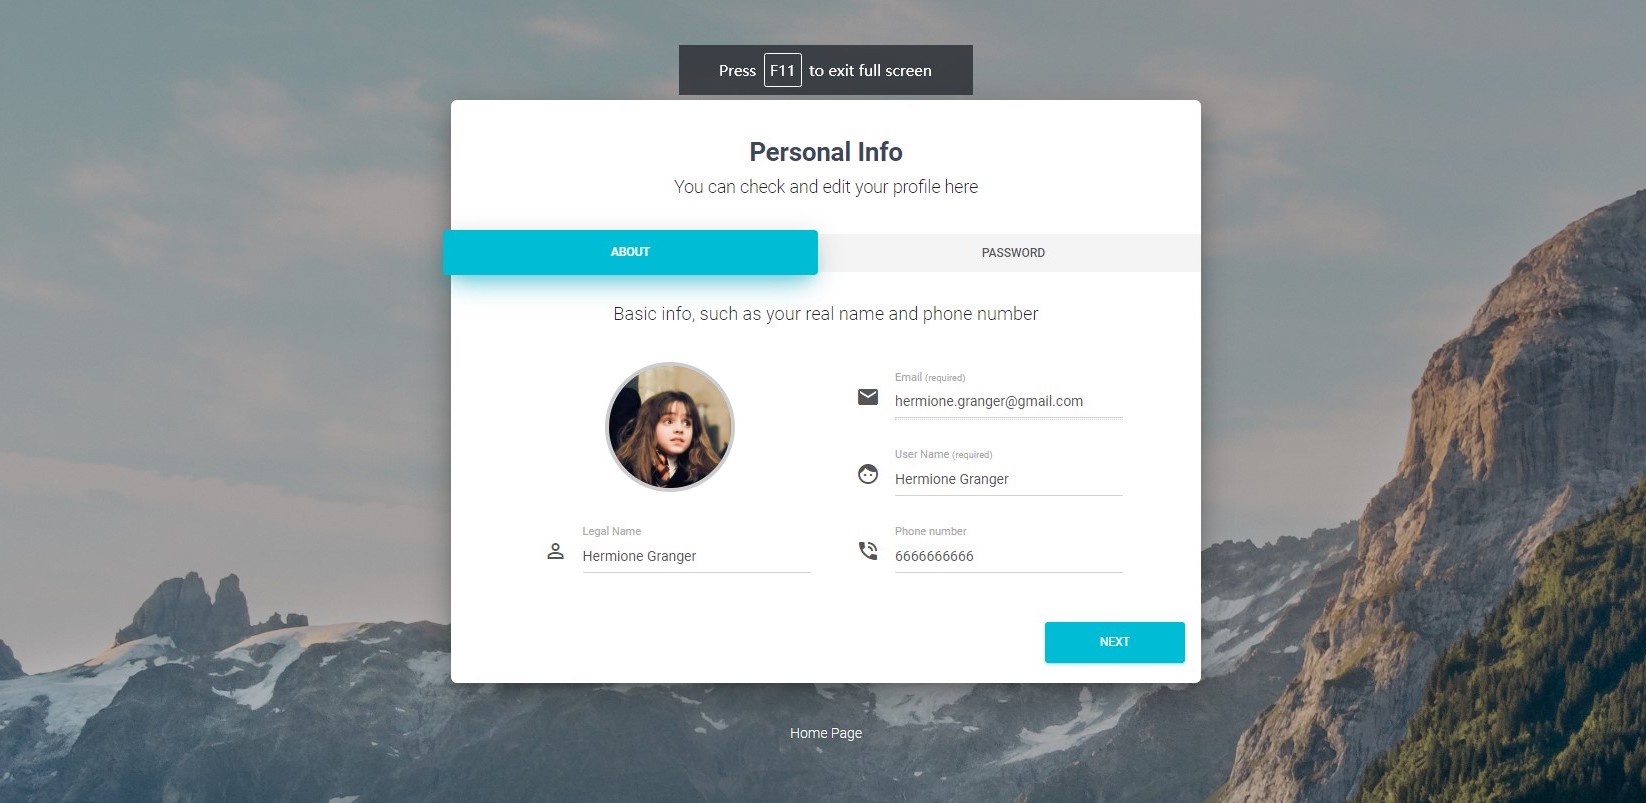 Press F11 to exit full screen
Personal Info
You can check and edit your profile here
ABOUT
PASSWORD
Basic info, such as your real name and phone number
Email (required)
hermione.granger@gmail.com
User Name (required)
Hermione Granger
Legal Name
Hermione Granger
Phone number
6666666666
NEXT
Home Page